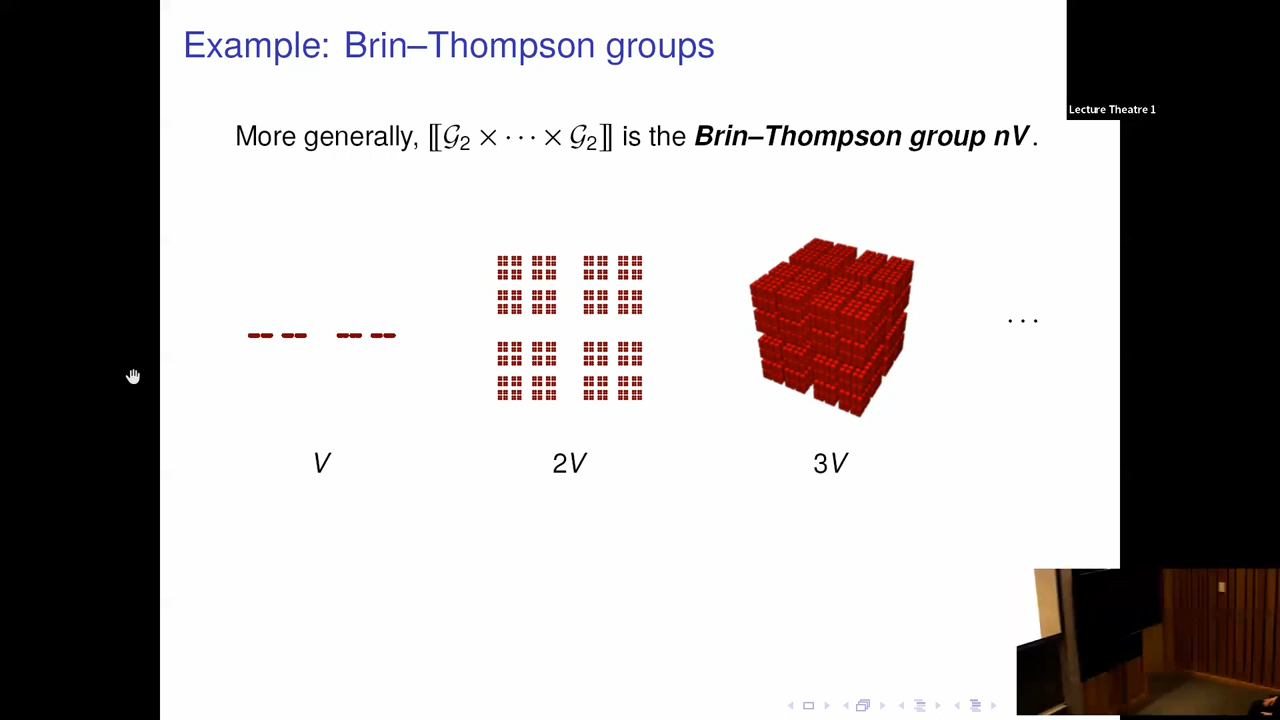 Example: Brin–Thompson groups
Lecture Theatre 1
More generally, ⟦𝒢₂ × ··· × 𝒢₂⟧ is the Brin–Thompson group nV.
...
V 2V 3V